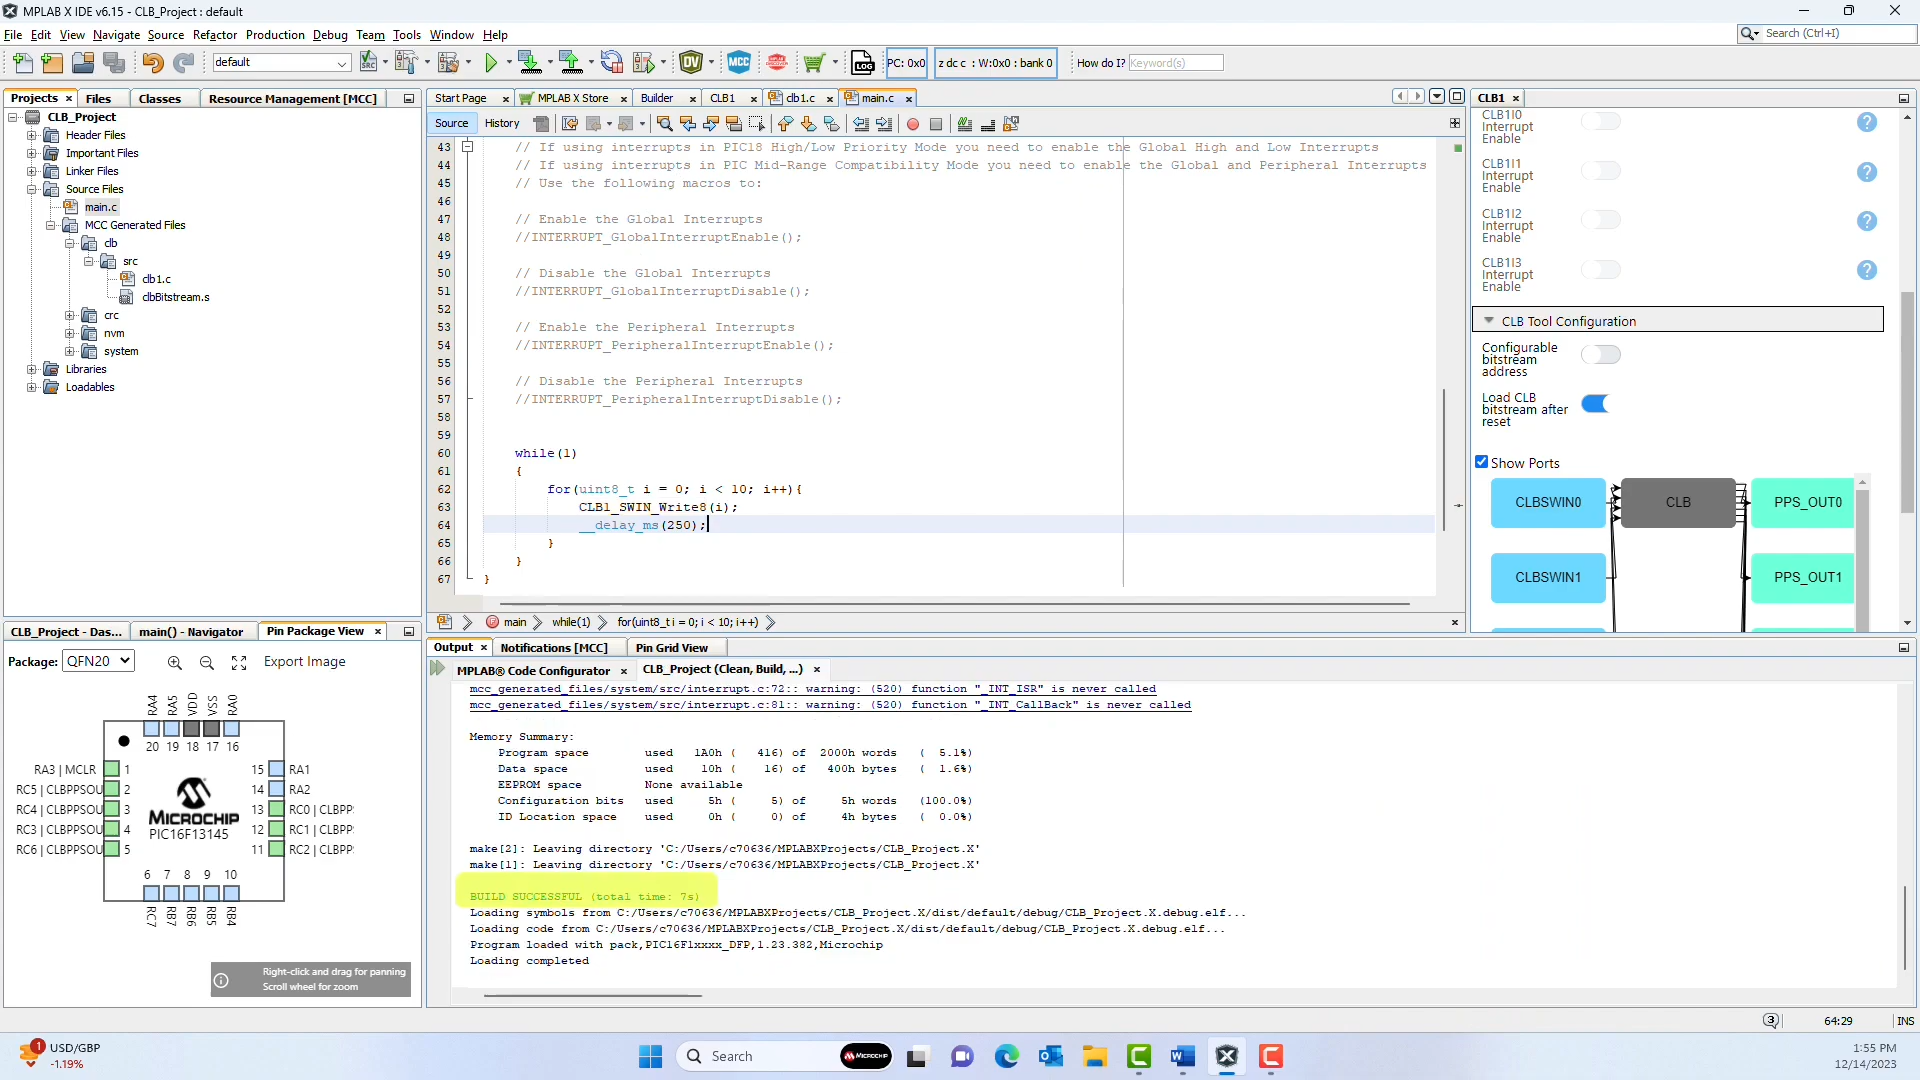 MPLAB X IDE v6.15 - CLB_Project : default
File Edit View Navigate Source Refactor Production Debug Team Tools Window Help
Search (Ctrl+I)
default
PC: 0x0
z dc c : W:0x0 : bank 0
How do I? Keyword(s)
Projects Files Classes Resource Management [MCC]
CLB_Project
Header Files
Important Files
Linker Files
Source Files
main.c
MCC Generated Files
clb
src
clb1.c
clbBitstream.s
crc
nvm
system
Libraries
Loadables
Start Page MPLAB X Store Builder CLB1 clb1.c main.c
Source History
43 // If using interrupts in PIC18 High/Low Priority Mode you need to enable the Global High and Low Interrupts
44 // If using interrupts in PIC Mid-Range Compatibility Mode you need to enable the Global and Peripheral Interrupts
45 // Use the following macros to:
46
47 // Enable the Global Interrupts
48 //INTERRUPT_GlobalInterruptEnable();
49
50 // Disable the Global Interrupts
51 //INTERRUPT_GlobalInterruptDisable();
52
53 // Enable the Peripheral Interrupts
54 //INTERRUPT_PeripheralInterruptEnable();
55
56 // Disable the Peripheral Interrupts
57 //INTERRUPT_PeripheralInterruptDisable();
58
59
60 while(1)
61 {
62 for(uint8_t i = 0; i < 10; i++){
63 CLB1_SWIN_Write8(i);
64 __delay_ms(250);
65 }
66 }
67 }
main while(1) for(uint8_t i = 0; i < 10; i++)
CLB1
CLB1I0
Interrupt
Enable
CLB1I1
Interrupt
Enable
CLB1I2
Interrupt
Enable
CLB1I3
Interrupt
Enable
CLB Tool Configuration
Configurable
bitstream
address
Load CLB
bitstream after
reset
Show Ports
CLBSWIN0 CLB PPS_OUT0
CLBSWIN1 PPS_OUT1
CLB_Project - Das... main() - Navigator Pin Package View
Package: QFN20 Export Image
RA4 RA5 VDD VSS RA0
20 19 18 17 16
RA3 | MCLR 1 15 RA1
RC5 | CLBPPSOU 2 14 RA2
RC4 | CLBPPSOU 3 13 RC0 | CLBPP
RC3 | CLBPPSOU 4 12 RC1 | CLBPP
RC6 | CLBPPSOU 5 11 RC2 | CLBPP
MICROCHIP
PIC16F13145
6 7 8 9 10
RC7 RB7 RB6 RB5 RB4
Right-click and drag for panning
Scroll wheel for zoom
Output Notifications [MCC] Pin Grid View
MPLAB® Code Configurator CLB_Project (Clean, Build, ...)
mcc_generated_files/system/src/interrupt.c:72:: warning: (520) function "_INT_ISR" is never called
mcc_generated_files/system/src/interrupt.c:81:: warning: (520) function "_INT_CallBack" is never called
Memory Summary:
Program space used 1A0h ( 416) of 2000h words ( 5.1%)
Data space used 10h ( 16) of 400h bytes ( 1.6%)
EEPROM space None available
Configuration bits used 5h ( 5) of 5h words (100.0%)
ID Location space used 0h ( 0) of 4h bytes ( 0.0%)
make[2]: Leaving directory 'C:/Users/c70636/MPLABXProjects/CLB_Project.X'
make[1]: Leaving directory 'C:/Users/c70636/MPLABXProjects/CLB_Project.X'
BUILD SUCCESSFUL (total time: 7s)
Loading symbols from C:/Users/c70636/MPLABXProjects/CLB_Project.X/dist/default/debug/CLB_Project.X.debug.elf...
Loading code from C:/Users/c70636/MPLABXProjects/CLB_Project.X/dist/default/debug/CLB_Project.X.debug.elf...
Program loaded with pack,PIC16F1xxxx_DFP,1.23.382,Microchip
Loading completed
3 64:29 INS
1 USD/GBP
-1.19%
Search
MICROCHIP
1:55 PM
12/14/2023